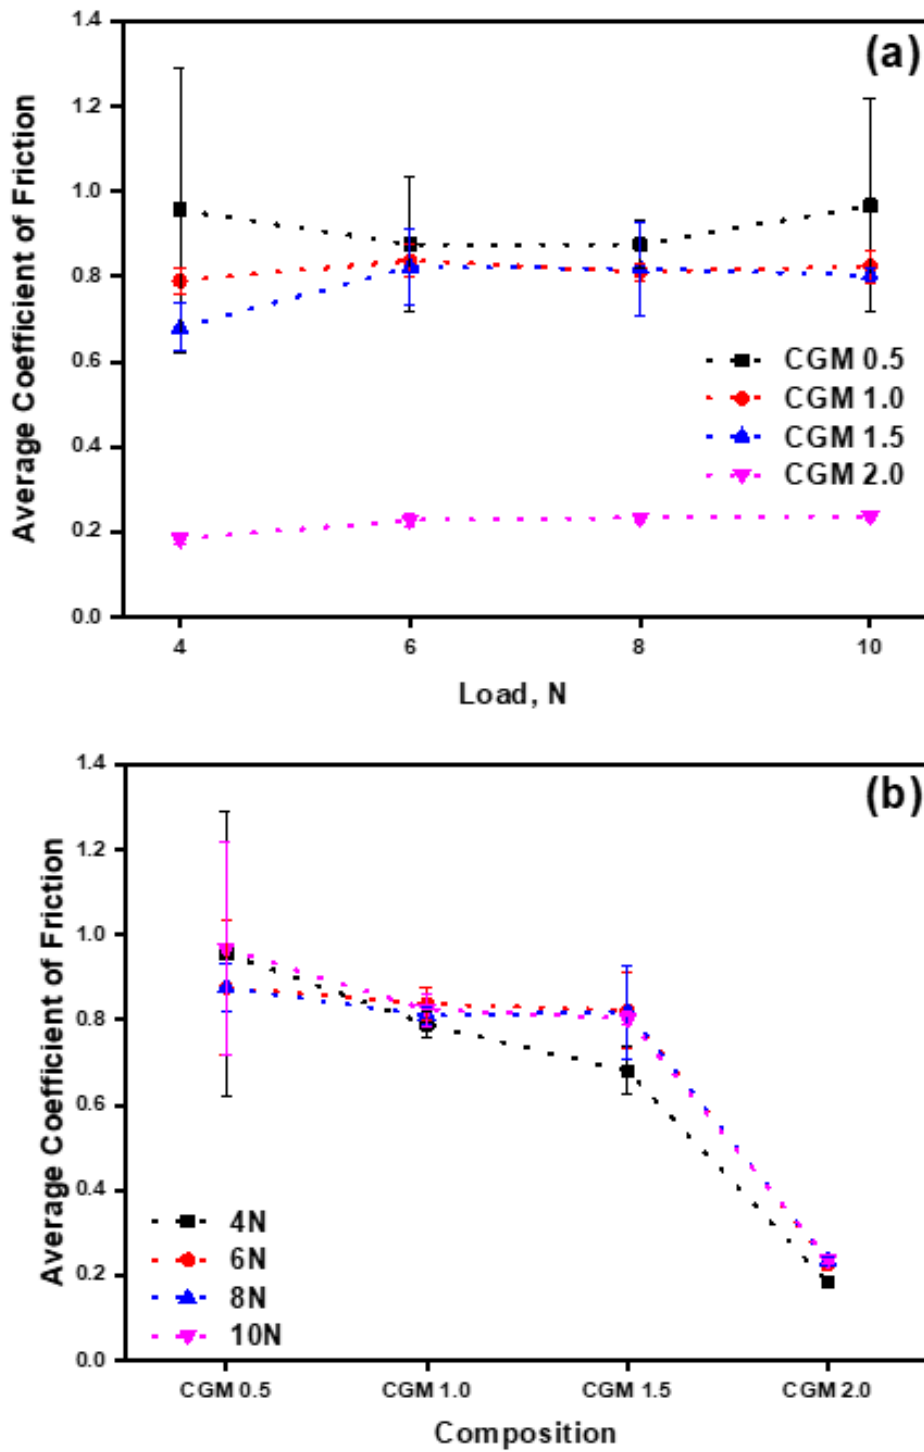 (a)
1.4
1.2
1.0
0.8
0.6
0.4
0.2
0.0
Average Coefficient of Friction
CGM 0.5
CGM 1.0
CGM 1.5
CGM 2.0
4 6 8 10
Load, N
(b)
1.4
1.2
1.0
0.8
0.6
0.4
0.2
0.0
Average Coefficient of Friction
4N
6N
8N
10N
CGM 0.5 CGM 1.0 CGM 1.5 CGM 2.0
Composition